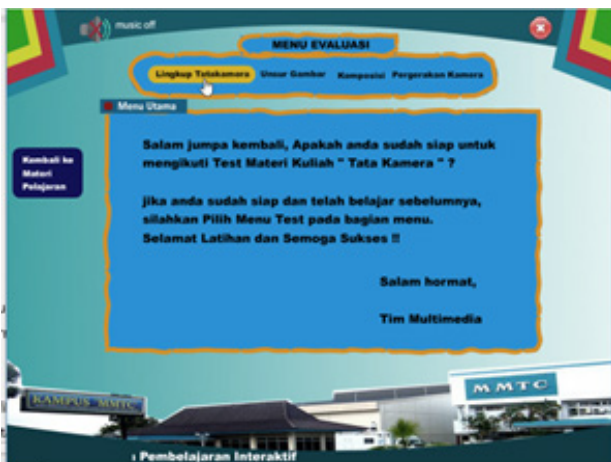 music off
MENU EVALUASI
Lingkup Tatakamera Unsur Gambar Komposisi Pergerakan Kamera
Menu Utama
Salam jumpa kembali, Apakah anda sudah siap untuk
mengikuti Test Materi Kuliah " Tata Kamera " ?
jika anda sudah siap dan telah belajar sebelumnya,
silahkan Pilih Menu Test pada bagian menu.
Selamat Latihan dan Semoga Sukses !!
Salam hormat,
Tim Multimedia
Kembali ke
Materi
Pelajaran
KAMPUS MMTC
MMTC
Pembelajaran Interaktif